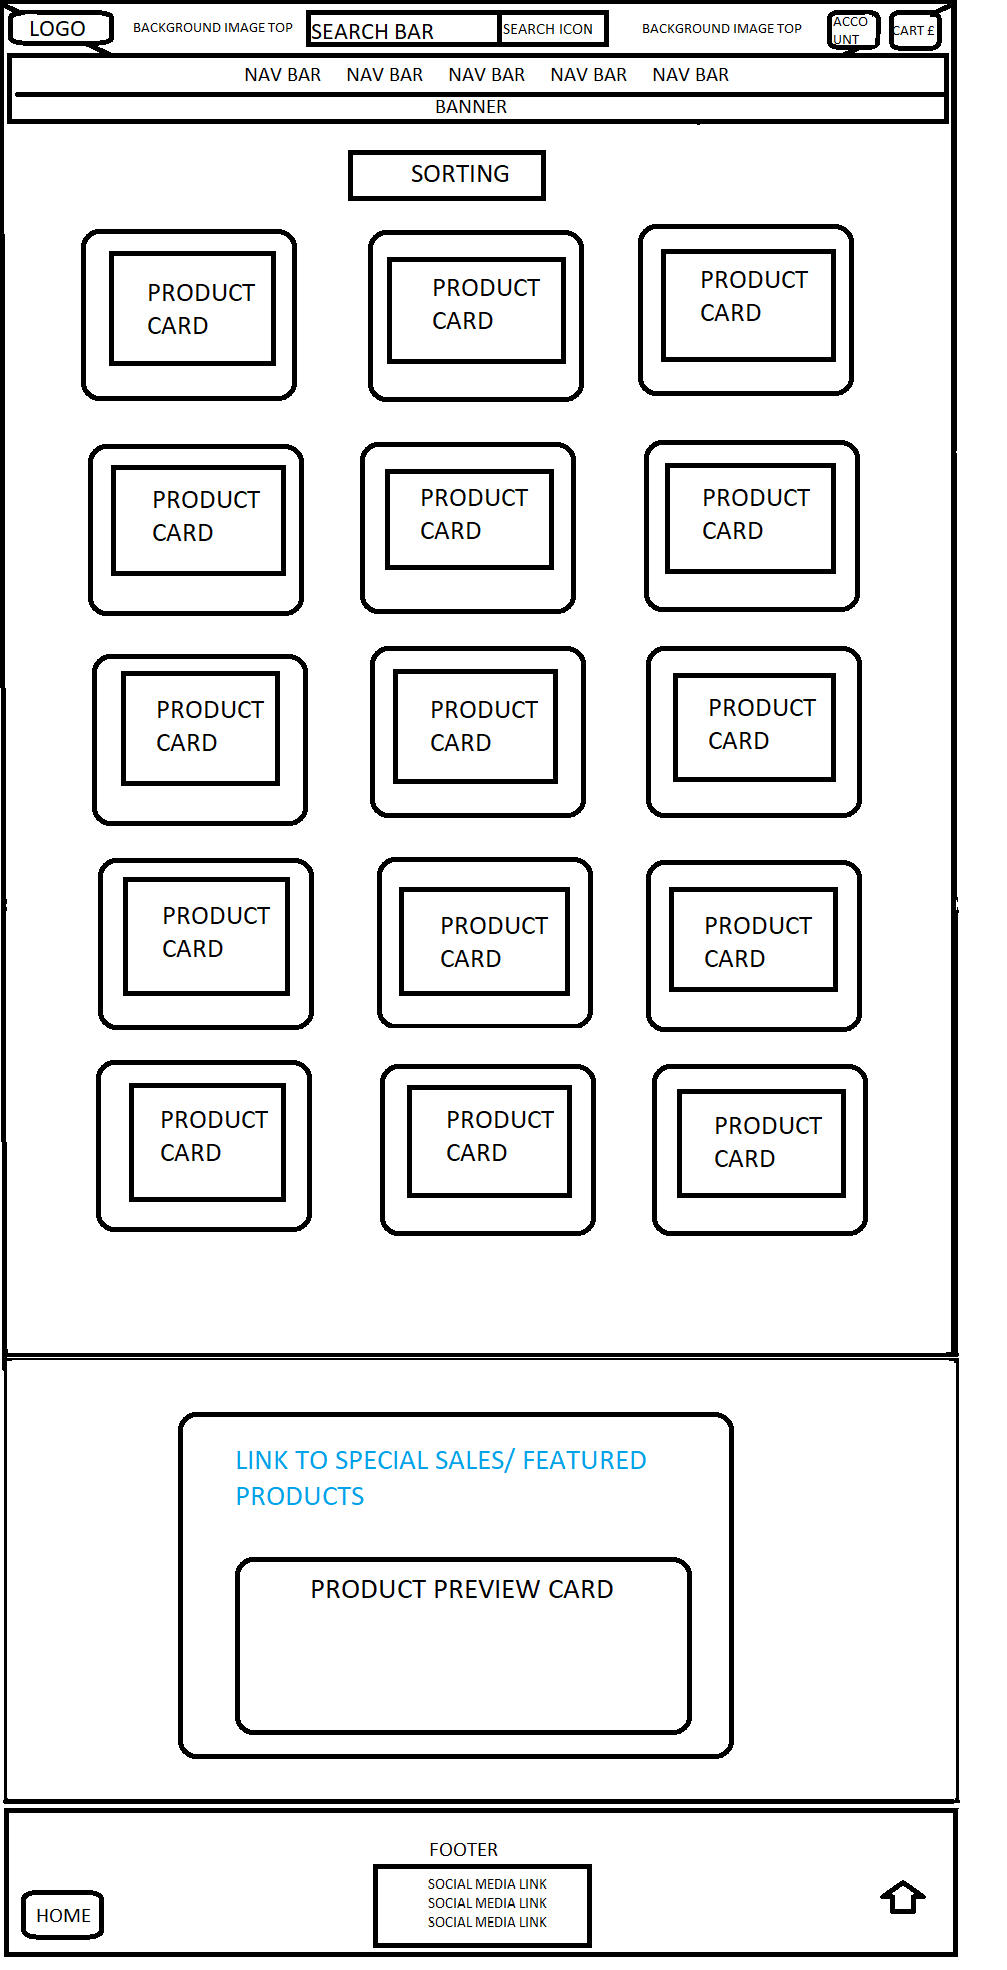 LOGO
BACKGROUND IMAGE TOP
SEARCH BAR
SEARCH ICON
BACKGROUND IMAGE TOP
ACCO
UNT
CART £
NAV BAR NAV BAR NAV BAR NAV BAR NAV BAR
BANNER
SORTING
PRODUCT
CARD
PRODUCT
CARD
PRODUCT
CARD
PRODUCT
CARD
PRODUCT
CARD
PRODUCT
CARD
PRODUCT
CARD
PRODUCT
CARD
PRODUCT
CARD
PRODUCT
CARD
PRODUCT
CARD
PRODUCT
CARD
PRODUCT
CARD
PRODUCT
CARD
PRODUCT
CARD
LINK TO SPECIAL SALES/ FEATURED
PRODUCTS
PRODUCT PREVIEW CARD
FOOTER
SOCIAL MEDIA LINK
SOCIAL MEDIA LINK
SOCIAL MEDIA LINK
HOME